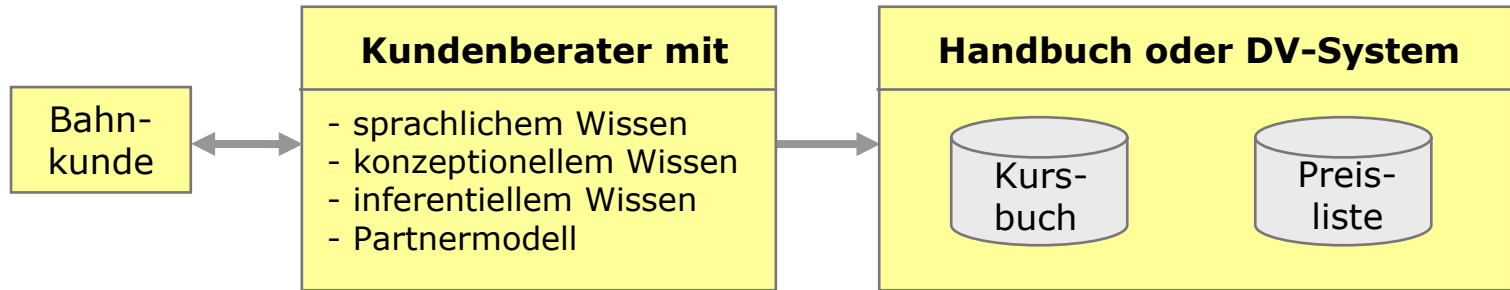 Bahn-
kunde
Kundenberater mit
- sprachlichem Wissen
- konzeptionellem Wissen
- inferentiellem Wissen
- Partnermodell
Handbuch oder DV-System
Kurs-
buch
Preis-
liste